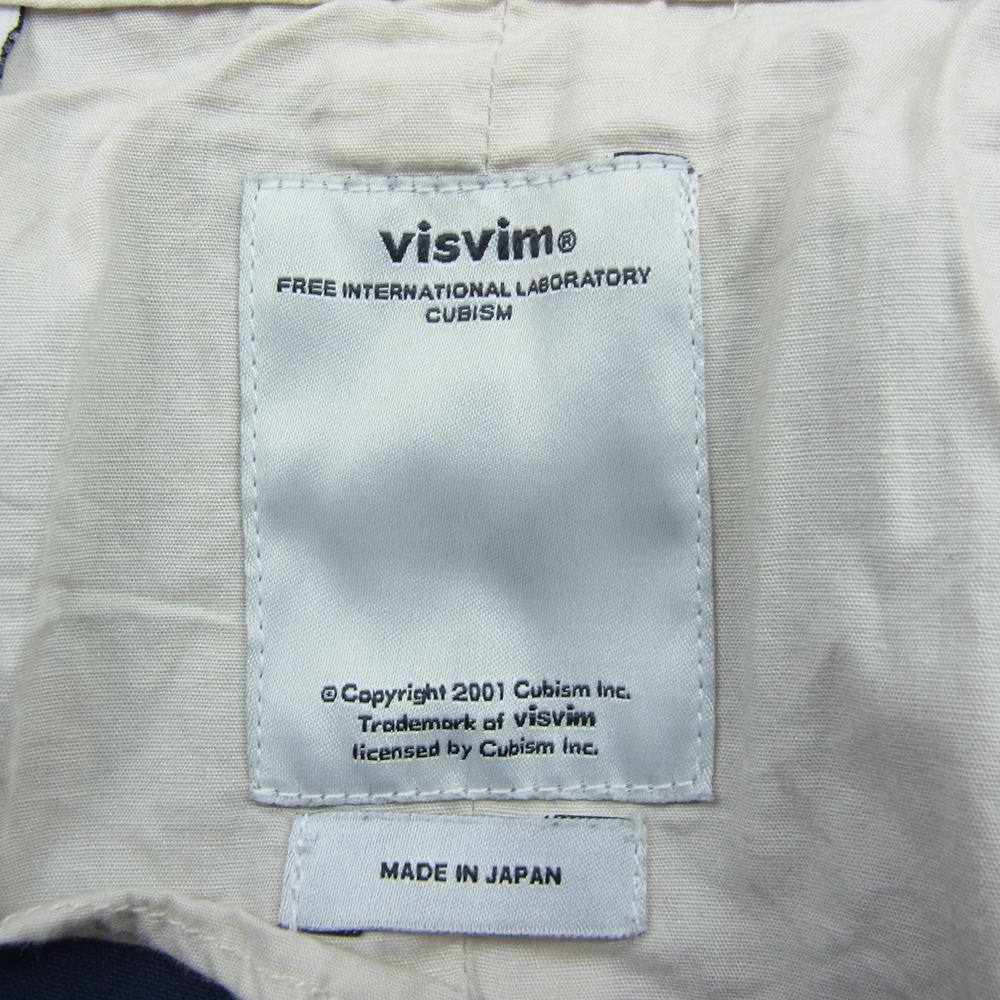 visvim®
FREE INTERNATIONAL LABORATORY
CUBISM
© Copyright 2001 Cubism Inc.
Trademark of visvim
licensed by Cubism Inc.
MADE IN JAPAN